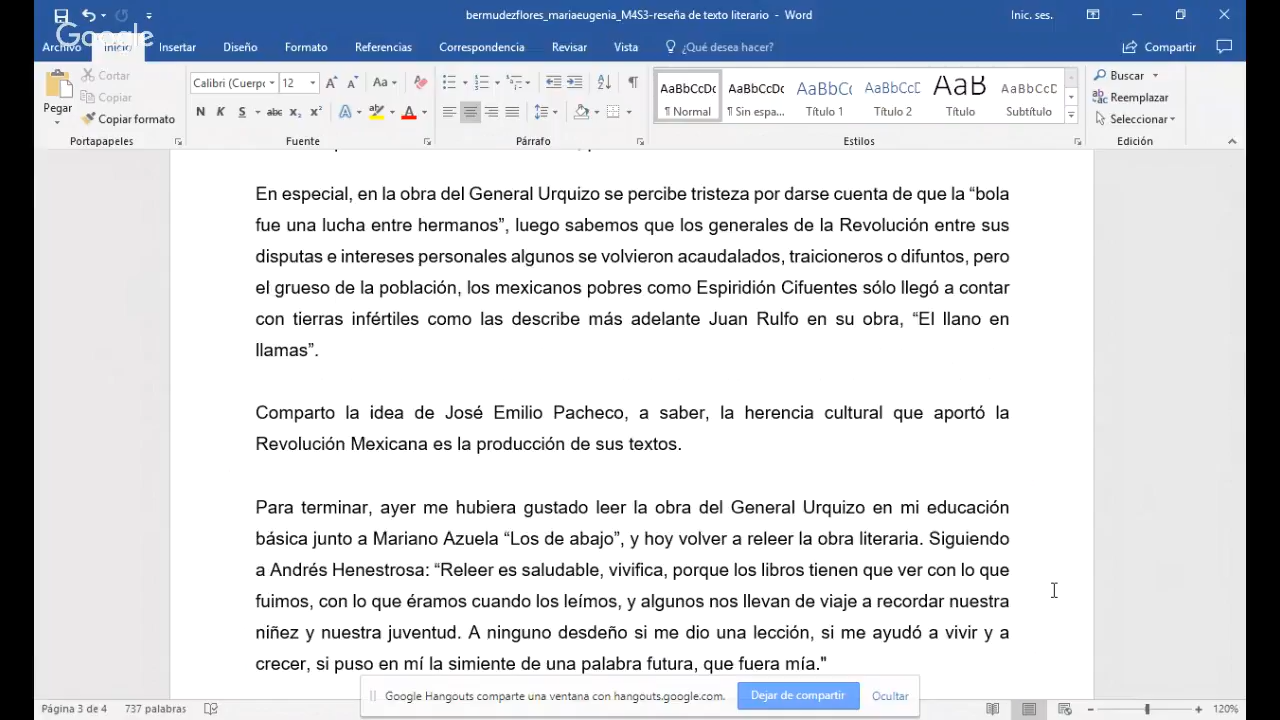 bermudezflores_mariaeugenia_M4S3-reseña de texto literario - Word
Inic. ses.
Google
Archivo Inicio Insertar Diseño Formato Referencias Correspondencia Revisar Vista ¿Qué desea hacer? Compartir
Pegar
Cortar
Copiar
Copiar formato
Portapapeles
Calibri (Cuerpo 12
Aa
N K S abc x₂ x²
Fuente
Párrafo
AaBbCcDc AaBbCcDc AaBbCc AaBbCcD AaB AaBbCcD
¶ Normal ¶ Sin espa... Título 1 Título 2 Título Subtítulo
Estilos
Buscar
Reemplazar
Seleccionar
Edición
En especial, en la obra del General Urquizo se percibe tristeza por darse cuenta de que la “bola
fue una lucha entre hermanos”, luego sabemos que los generales de la Revolución entre sus
disputas e intereses personales algunos se volvieron acaudalados, traicioneros o difuntos, pero
el grueso de la población, los mexicanos pobres como Espiridión Cifuentes sólo llegó a contar
con tierras infértiles como las describe más adelante Juan Rulfo en su obra, “El llano en
llamas”.
Comparto la idea de José Emilio Pacheco, a saber, la herencia cultural que aportó la
Revolución Mexicana es la producción de sus textos.
Para terminar, ayer me hubiera gustado leer la obra del General Urquizo en mi educación
básica junto a Mariano Azuela “Los de abajo”, y hoy volver a releer la obra literaria. Siguiendo
a Andrés Henestrosa: “Releer es saludable, vivifica, porque los libros tienen que ver con lo que
fuimos, con lo que éramos cuando los leímos, y algunos nos llevan de viaje a recordar nuestra
niñez y nuestra juventud. A ninguno desdeño si me dio una lección, si me ayudó a vivir y a
crecer, si puso en mí la simiente de una palabra futura, que fuera mía."
Google Hangouts comparte una ventana con hangouts.google.com. Dejar de compartir Ocultar
Página 3 de 4 737 palabras 120%